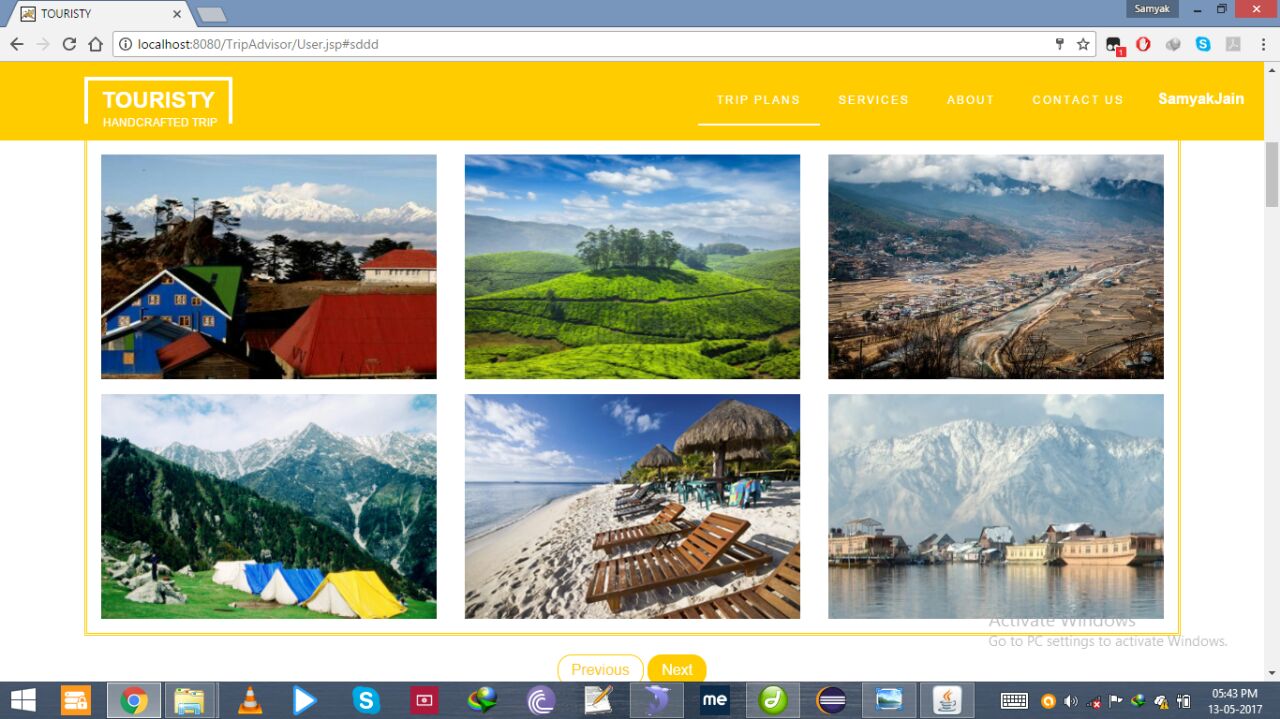 TOURISTY
Samyak
localhost:8080/TripAdvisor/User.jsp#sddd
1
TOURISTY
HANDCRAFTED TRIP
TRIP PLANS
SERVICES
ABOUT
CONTACT US
SamyakJain
Activate Windows
Go to PC settings to activate Windows.
Previous
Next
me
05:43 PM
13-05-2017